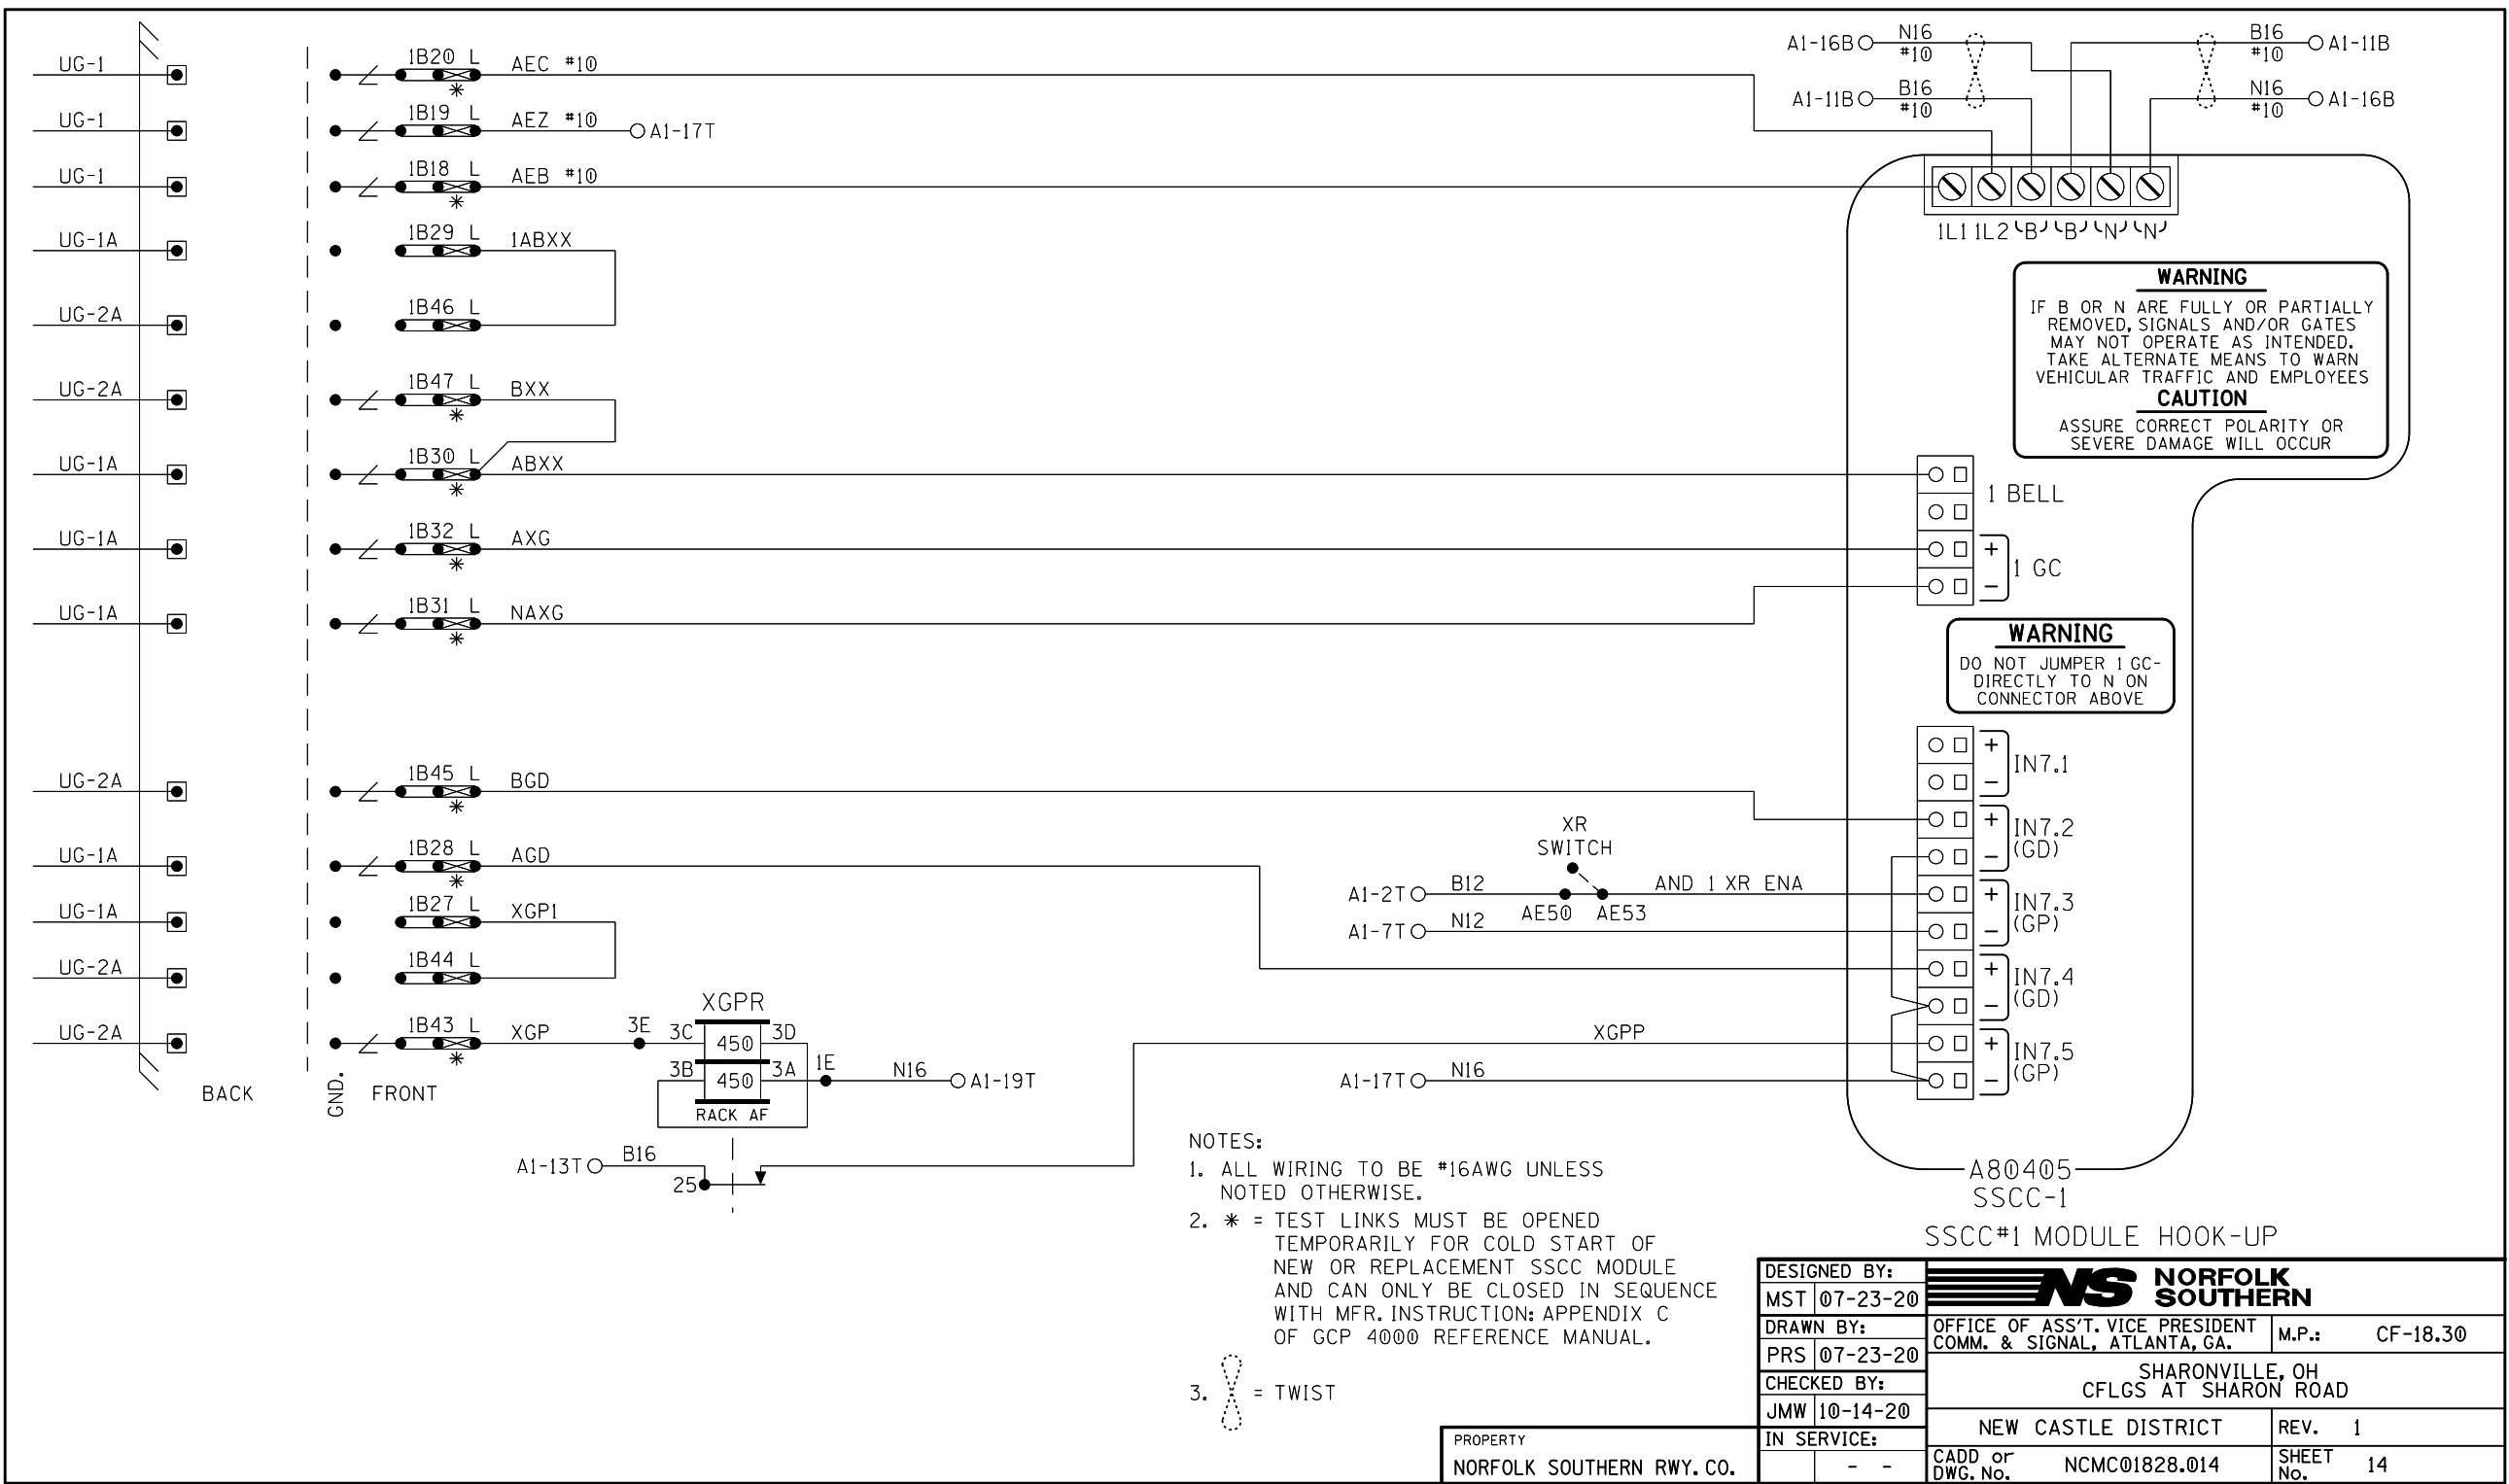 A1-16B N16 #10 B16 #10 A1-11B
A1-11B B16 #10 N16 #10 A1-16B
UG-1 1B20 L AEC #10
*
UG-1 1B19 L AEZ #10 A1-17T
UG-1 1B18 L AEB #10
*
1L1 1L2 B B N N
UG-1A 1B29 L 1ABXX
UG-2A 1B46 L
UG-2A 1B47 L BXX
*
UG-1A 1B30 L ABXX
*
UG-1A 1B32 L AXG
*
UG-1A 1B31 L NAXG
*
WARNING
IF B OR N ARE FULLY OR PARTIALLY
REMOVED, SIGNALS AND/OR GATES
MAY NOT OPERATE AS INTENDED.
TAKE ALTERNATE MEANS TO WARN
VEHICULAR TRAFFIC AND EMPLOYEES
CAUTION
ASSURE CORRECT POLARITY OR
SEVERE DAMAGE WILL OCCUR
1 BELL
+
1 GC
-
WARNING
DO NOT JUMPER 1 GC-
DIRECTLY TO N ON
CONNECTOR ABOVE
UG-2A 1B45 L BGD
*
UG-1A 1B28 L AGD
*
UG-1A 1B27 L XGP1
UG-2A 1B44 L
UG-2A 1B43 L XGP
*
BACK
GND.
FRONT
XGPR
3E 3C 450 3D
3B 450 3A 1E N16 A1-19T
RACK AF
A1-13T B16
25
XR
SWITCH
A1-2T B12 AND 1 XR ENA
AE50 AE53
A1-7T N12
XGPP
A1-17T N16
+
IN7.1
-
+
IN7.2
(GD)
-
+
IN7.3
(GP)
-
+
IN7.4
(GD)
-
+
IN7.5
(GP)
-
A80405
SSCC-1
SSCC#1 MODULE HOOK-UP
NOTES:
1. ALL WIRING TO BE #16AWG UNLESS
NOTED OTHERWISE.
2. * = TEST LINKS MUST BE OPENED
TEMPORARILY FOR COLD START OF
NEW OR REPLACEMENT SSCC MODULE
AND CAN ONLY BE CLOSED IN SEQUENCE
WITH MFR. INSTRUCTION: APPENDIX C
OF GCP 4000 REFERENCE MANUAL.
3. = TWIST
PROPERTY
NORFOLK SOUTHERN RWY. CO.
DESIGNED BY:
MST 07-23-20
DRAWN BY:
PRS 07-23-20
CHECKED BY:
JMW 10-14-20
IN SERVICE:
- -
NS NORFOLK
SOUTHERN
OFFICE OF ASS'T. VICE PRESIDENT
COMM. & SIGNAL, ATLANTA, GA.
M.P.: CF-18.30
SHARONVILLE, OH
CFLGS AT SHARON ROAD
NEW CASTLE DISTRICT
REV. 1
CADD or
DWG. No. NCMC01828.014
SHEET
No. 14